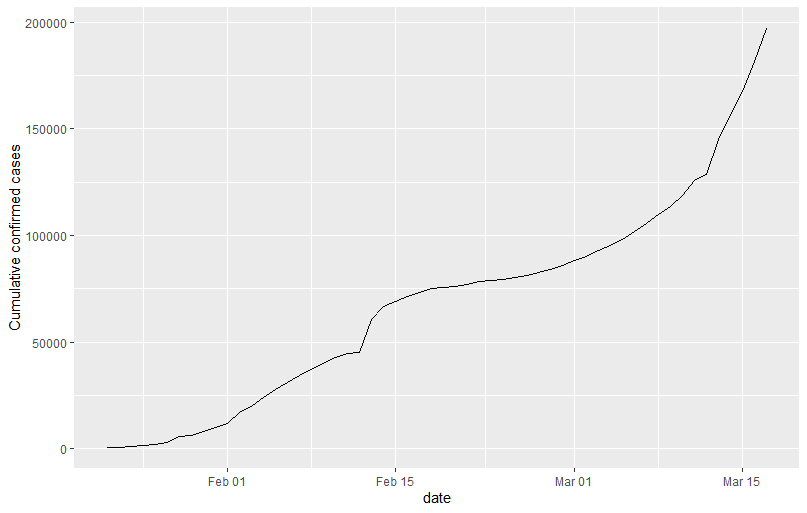 200000
150000
100000
50000
0
Cumulative confirmed cases
Feb 01 Feb 15 Mar 01 Mar 15
date